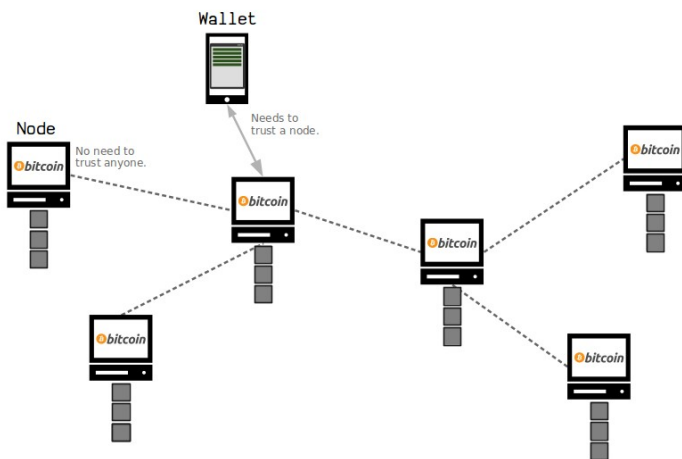 Wallet
Needs to
trust a node.
Node
No need to
trust anyone.
bitcoin
bitcoin
bitcoin
bitcoin
bitcoin
bitcoin